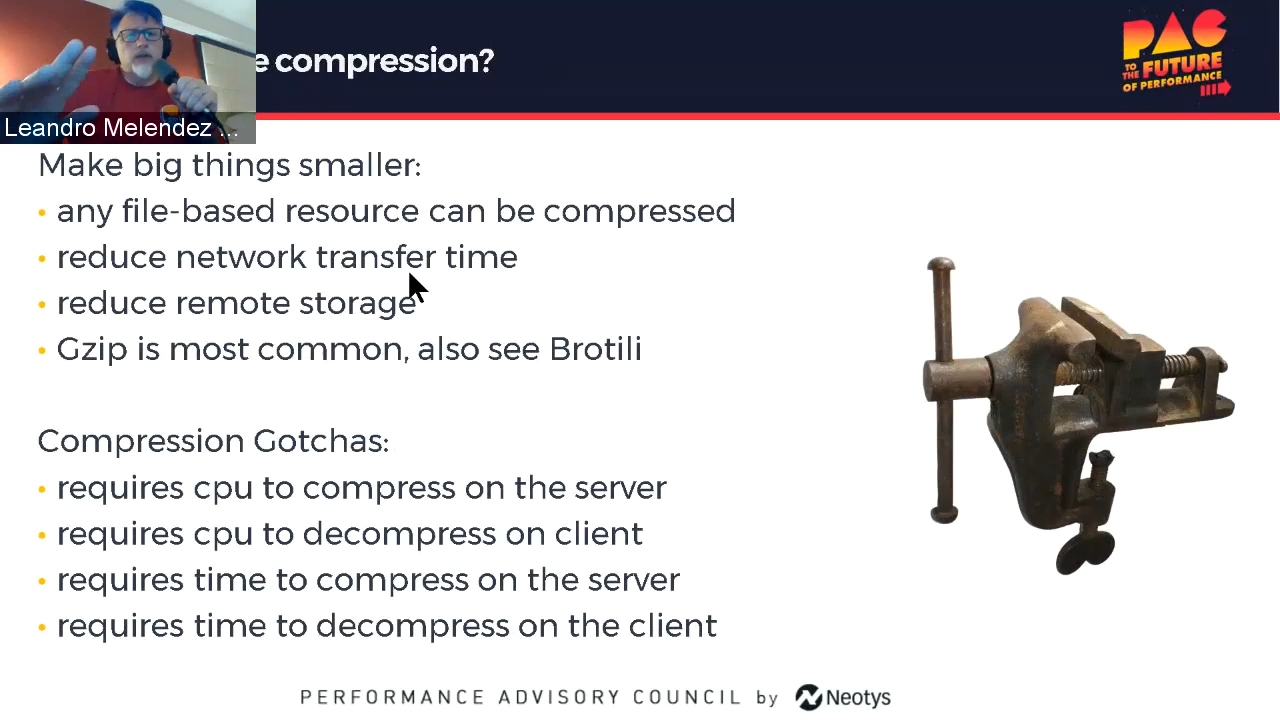 e compression?
PAC
TO THE FUTURE
OF PERFORMANCE
Leandro Melendez ...
Make big things smaller:
• any file-based resource can be compressed
• reduce network transfer time
• reduce remote storage
• Gzip is most common, also see Brotili
Compression Gotchas:
• requires cpu to compress on the server
• requires cpu to decompress on client
• requires time to compress on the server
• requires time to decompress on the client
PERFORMANCE ADVISORY COUNCIL by Neotys